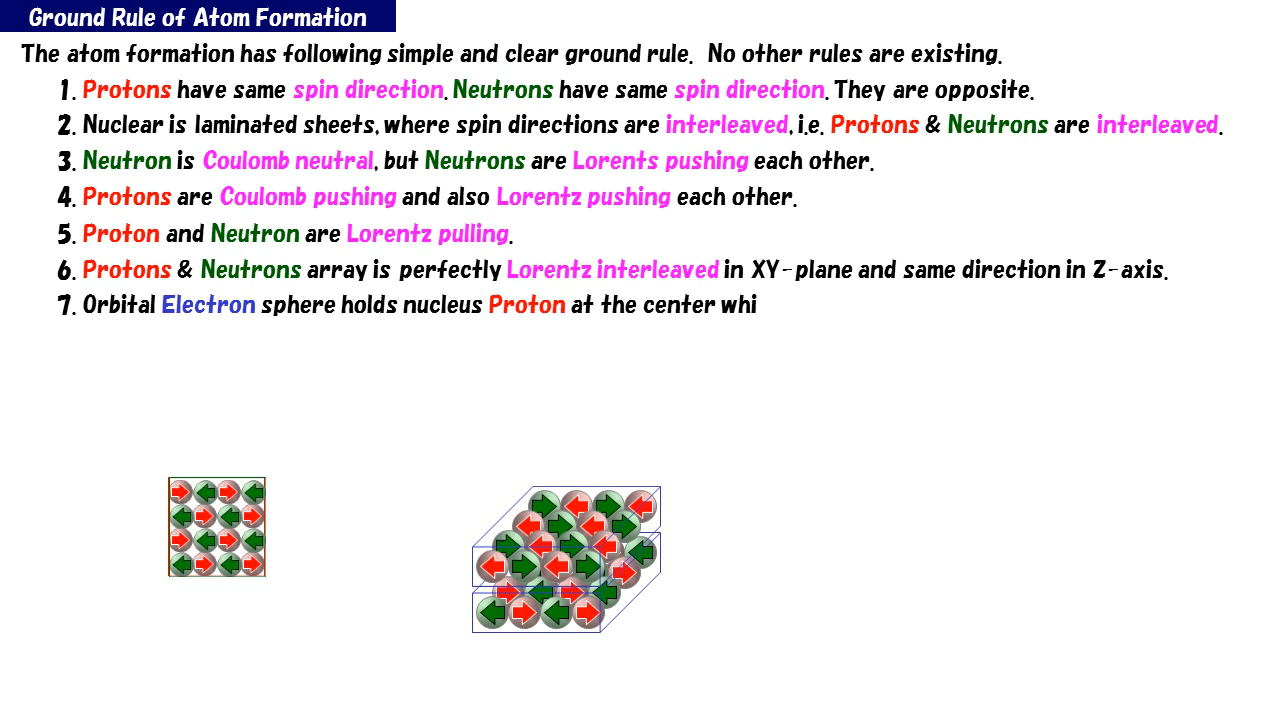 Ground Rule of Atom Formation
The atom formation has following simple and clear ground rule. No other rules are existing.
1. Protons have same spin direction. Neutrons have same spin direction. They are opposite.
2. Nuclear is laminated sheets, where spin directions are interleaved, i.e. Protons & Neutrons are interleaved.
3. Neutron is Coulomb neutral, but Neutrons are Lorents pushing each other.
4. Protons are Coulomb pushing and also Lorentz pushing each other.
5. Proton and Neutron are Lorentz pulling.
6. Protons & Neutrons array is perfectly Lorentz interleaved in XY-plane and same direction in Z-axis.
7. Orbital Electron sphere holds nucleus Proton at the center whi